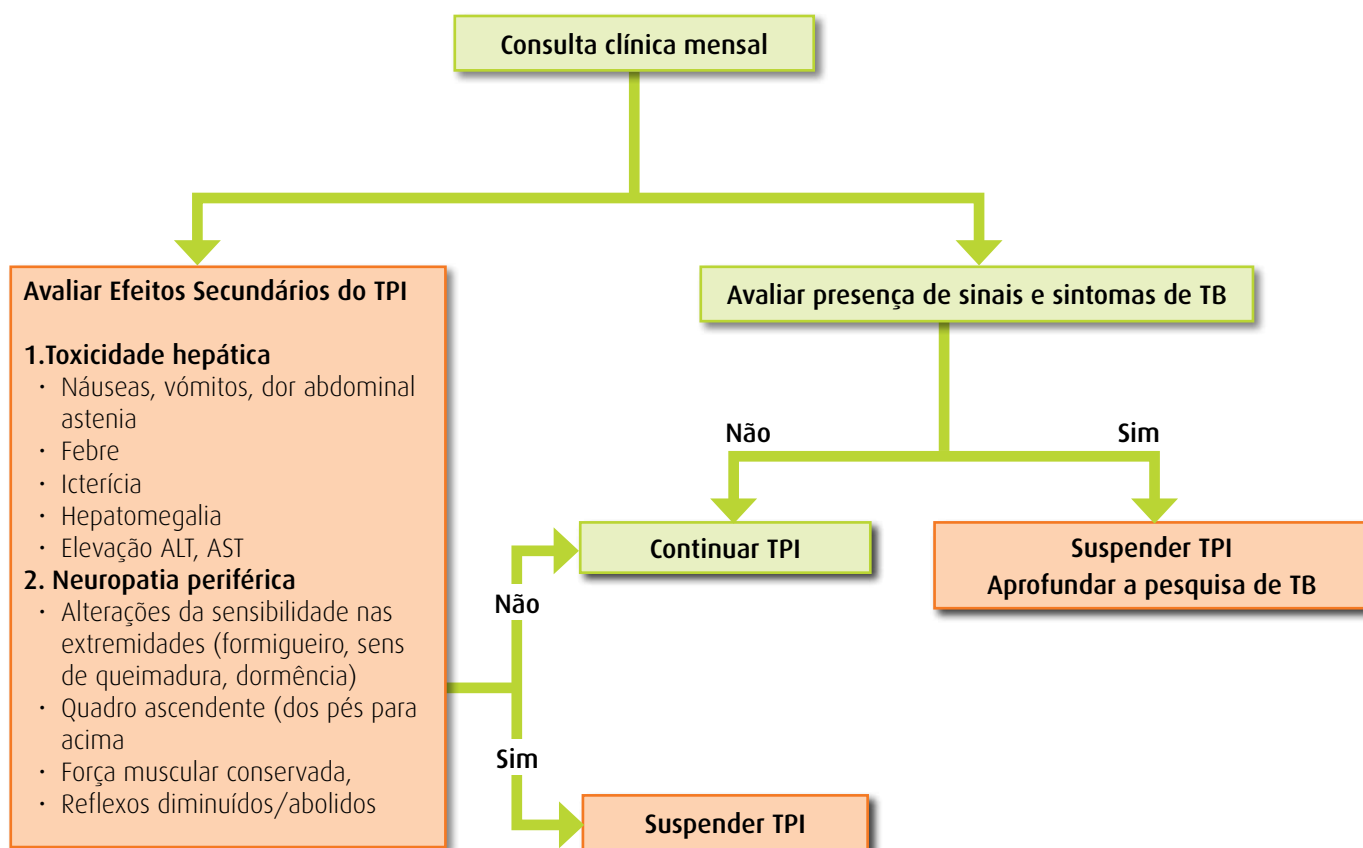 Consulta clínica mensal
Avaliar Efeitos Secundários do TPI
1.Toxicidade hepática
• Náuseas, vómitos, dor abdominal
astenia
• Febre
• Icterícia
• Hepatomegalia
• Elevação ALT, AST
2. Neuropatia periférica
• Alterações da sensibilidade nas
extremidades (formigueiro, sens
de queimadura, dormência)
• Quadro ascendente (dos pés para
acima
• Força muscular conservada,
• Reflexos diminuídos/abolidos
Avaliar presença de sinais e sintomas de TB
Não
Sim
Continuar TPI
Suspender TPI
Aprofundar a pesquisa de TB
Não
Sim
Suspender TPI